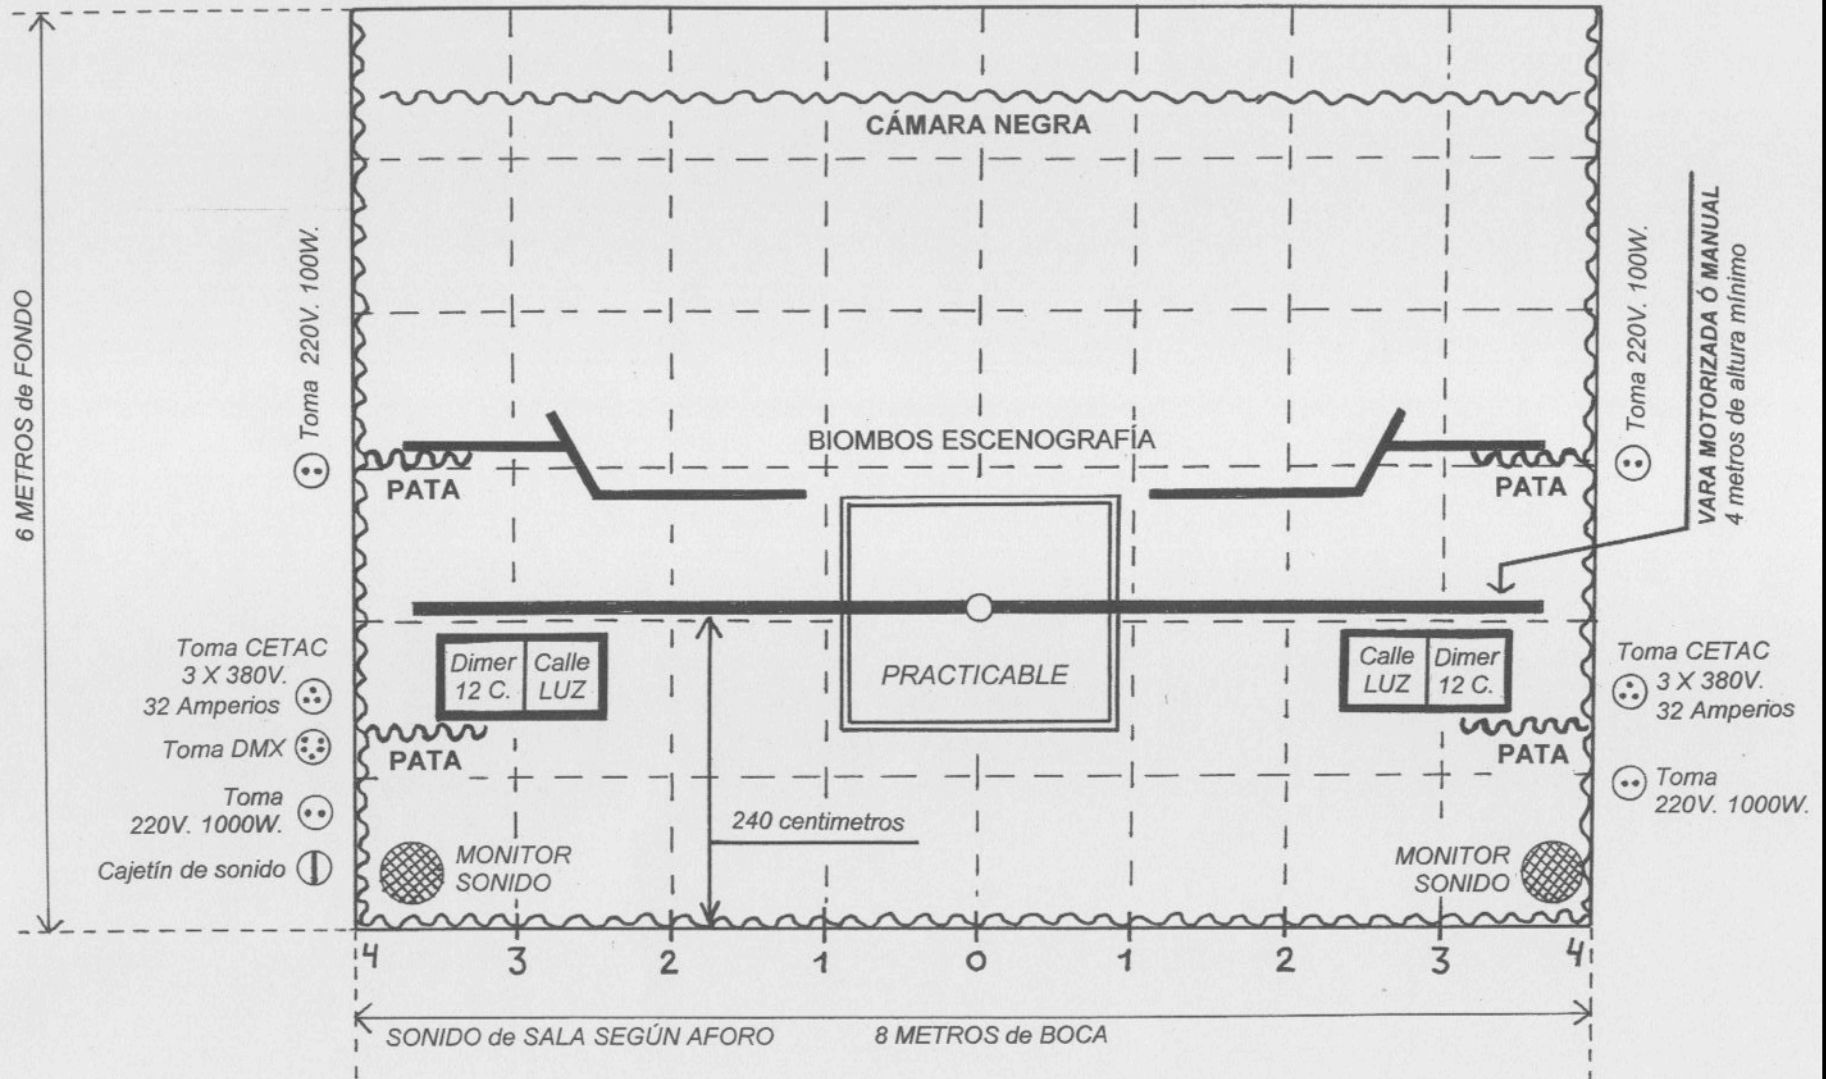 CÁMARA NEGRA
6 METROS de FONDO
Toma 220V. 100W.
Toma 220V. 100W.
VARA MOTORIZADA Ó MANUAL
4 metros de altura mínimo
BIOMBOS ESCENOGRAFÍA
PATA
PATA
Toma CETAC
3 X 380V.
32 Amperios
Dimer
12 C.
Calle
LUZ
PRACTICABLE
Calle
LUZ
Dimer
12 C.
Toma CETAC
3 X 380V.
32 Amperios
Toma DMX
PATA
PATA
Toma
220V. 1000W.
Toma
220V. 1000W.
240 centimetros
Cajetín de sonido
MONITOR
SONIDO
MONITOR
SONIDO
4 3 2 1 0 1 2 3 4
SONIDO de SALA SEGÚN AFORO
8 METROS de BOCA